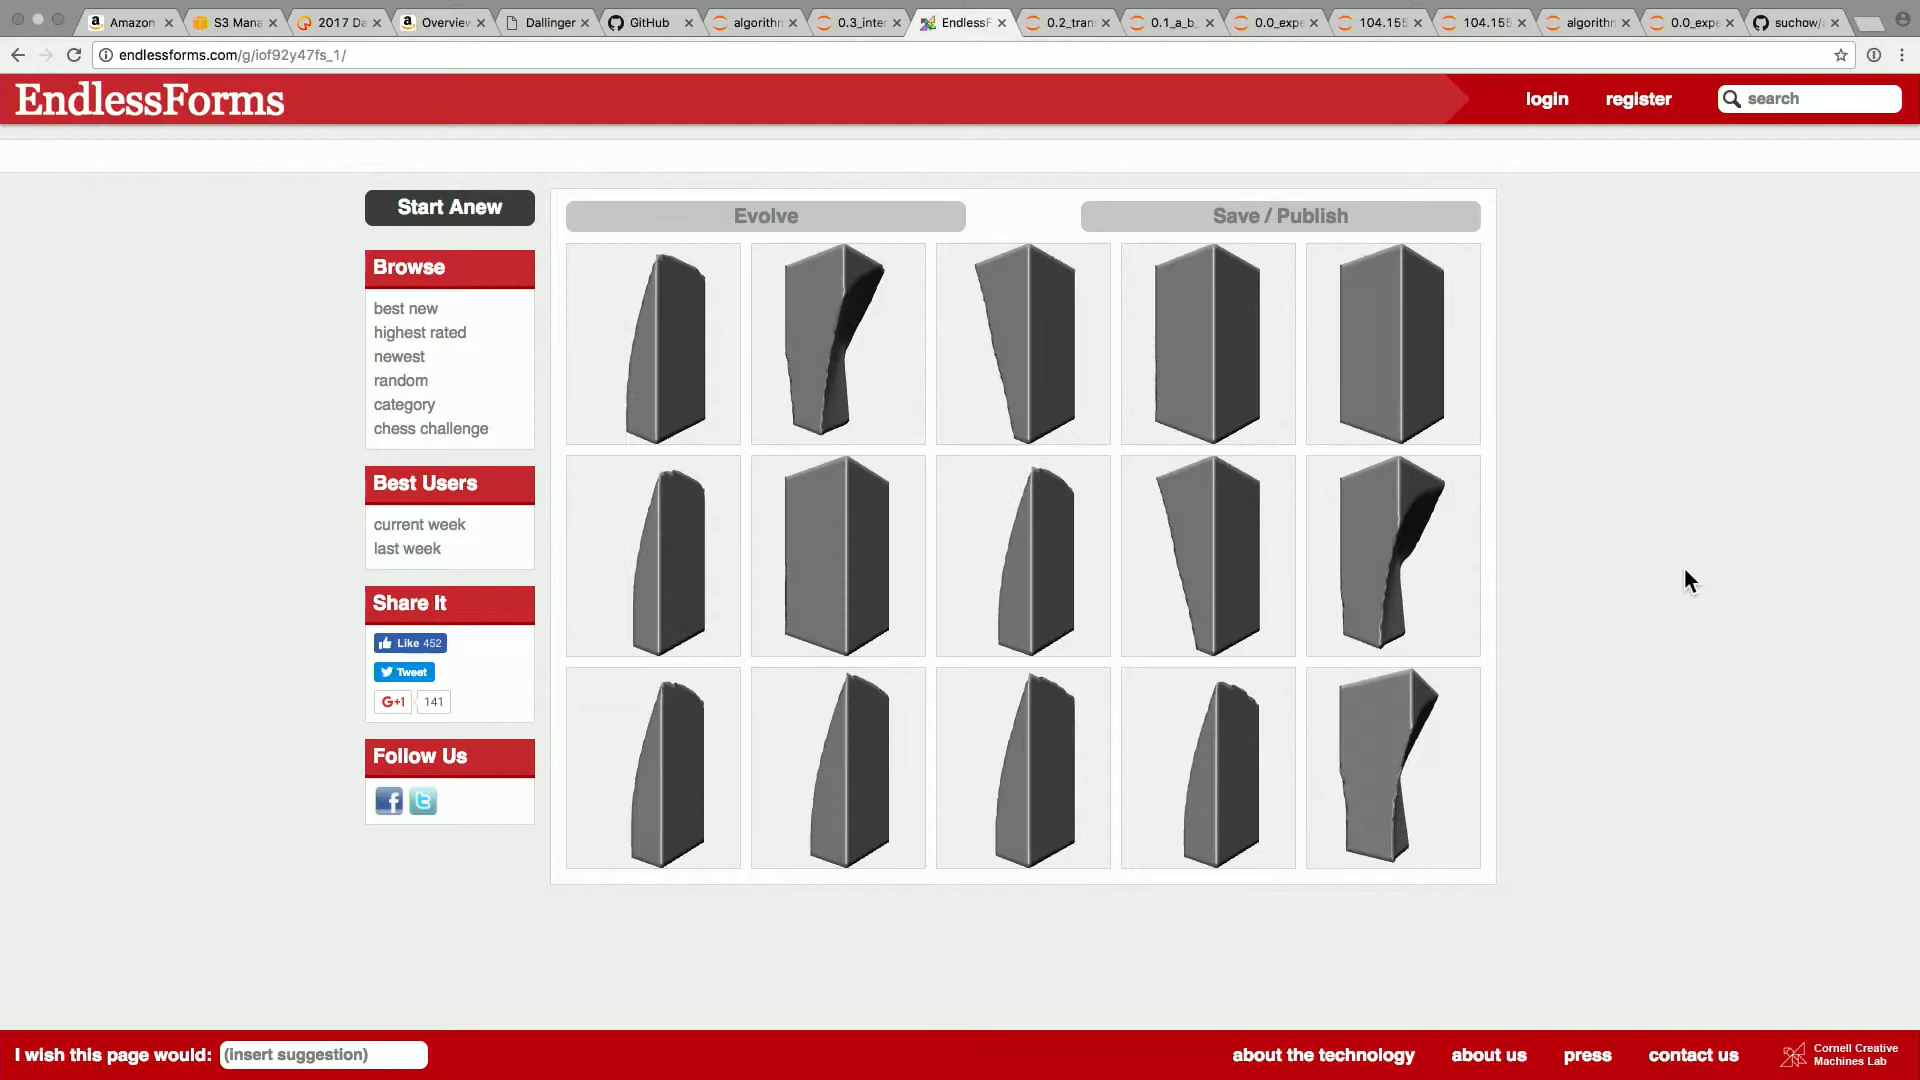 Amazon
S3 Mana
2017 Da
Overview
Dallinger
GitHub
algorithm
0.3_inter
EndlessF
0.2_trans
0.1_a_b_
0.0_expe
104.155
104.155
algorithm
0.0_expe
suchow/
endlessforms.com/g/iof92y47fs_1/
EndlessForms
login
register
search
Start Anew
Evolve
Save / Publish
Browse
best new
highest rated
newest
random
category
chess challenge
Best Users
current week
last week
Share It
Like 452
Tweet
G+1 141
Follow Us
I wish this page would: (insert suggestion)
about the technology
about us
press
contact us
Cornell Creative
Machines Lab